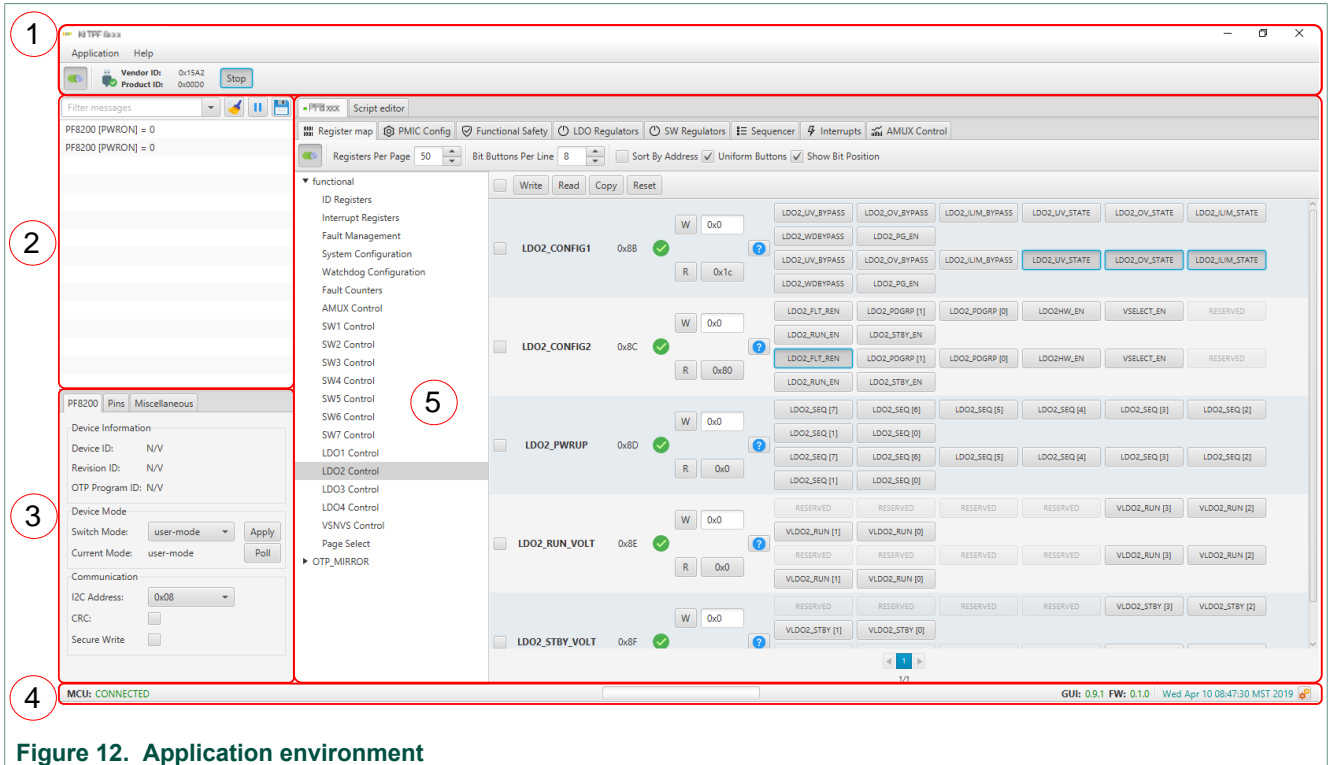 1
Application Help
Vendor ID: 0x15A2
Product ID: 0x00D0
Stop
2
Filter messages
PF8200 [PWRON] = 0
PF8200 [PWRON] = 0
3
PF8200 Pins Miscellaneous
Device Information
Device ID: N/V
Revision ID: N/V
OTP Program ID: N/V
Device Mode
Switch Mode: user-mode Apply
Current Mode: user-mode Poll
Communication
I2C Address: 0x08
CRC:
Secure Write
Script editor
Register map PMIC Config Functional Safety LDO Regulators SW Regulators Sequencer Interrupts AMUX Control
Registers Per Page 50 Bit Buttons Per Line 8 Sort By Address Uniform Buttons Show Bit Position
functional
ID Registers
Interrupt Registers
Fault Management
System Configuration
Watchdog Configuration
Fault Counters
AMUX Control
SW1 Control
SW2 Control
SW3 Control
SW4 Control
SW5 Control
SW6 Control
SW7 Control
LDO1 Control
LDO2 Control
LDO3 Control
LDO4 Control
VSNVS Control
Page Select
OTP_MIRROR
5
Write Read Copy Reset
LDO2_CONFIG1 0x8B
W 0x0
R 0x1c
?
LDO2_UV_BYPASS LDO2_OV_BYPASS LDO2_ILIM_BYPASS LDO2_UV_STATE LDO2_OV_STATE LDO2_ILIM_STATE
LDO2_WDBYPASS LDO2_PG_EN
LDO2_UV_BYPASS LDO2_OV_BYPASS LDO2_ILIM_BYPASS LDO2_UV_STATE LDO2_OV_STATE LDO2_ILIM_STATE
LDO2_WDBYPASS LDO2_PG_EN
LDO2_CONFIG2 0x8C
W 0x0
R 0x80
?
LDO2_FLT_REN LDO2_PDGRP [1] LDO2_PDGRP [0] LDO2HW_EN VSELECT_EN RESERVED
LDO2_RUN_EN LDO2_STBY_EN
LDO2_FLT_REN LDO2_PDGRP [1] LDO2_PDGRP [0] LDO2HW_EN VSELECT_EN RESERVED
LDO2_RUN_EN LDO2_STBY_EN
LDO2_PWRUP 0x8D
W 0x0
R 0x0
?
LDO2_SEQ [7] LDO2_SEQ [6] LDO2_SEQ [5] LDO2_SEQ [4] LDO2_SEQ [3] LDO2_SEQ [2]
LDO2_SEQ [1] LDO2_SEQ [0]
LDO2_SEQ [7] LDO2_SEQ [6] LDO2_SEQ [5] LDO2_SEQ [4] LDO2_SEQ [3] LDO2_SEQ [2]
LDO2_SEQ [1] LDO2_SEQ [0]
LDO2_RUN_VOLT 0x8E
W 0x0
R 0x0
?
RESERVED RESERVED RESERVED RESERVED VLDO2_RUN [3] VLDO2_RUN [2]
VLDO2_RUN [1] VLDO2_RUN [0]
RESERVED RESERVED RESERVED RESERVED VLDO2_RUN [3] VLDO2_RUN [2]
VLDO2_RUN [1] VLDO2_RUN [0]
LDO2_STBY_VOLT 0x8F
W 0x0
?
RESERVED RESERVED RESERVED RESERVED VLDO2_STBY [3] VLDO2_STBY [2]
VLDO2_STBY [1] VLDO2_STBY [0]
1
1/1
4
MCU: CONNECTED
GUI: 0.9.1 FW: 0.1.0 Wed Apr 10 08:47:30 MST 2019
Figure 12. Application environment